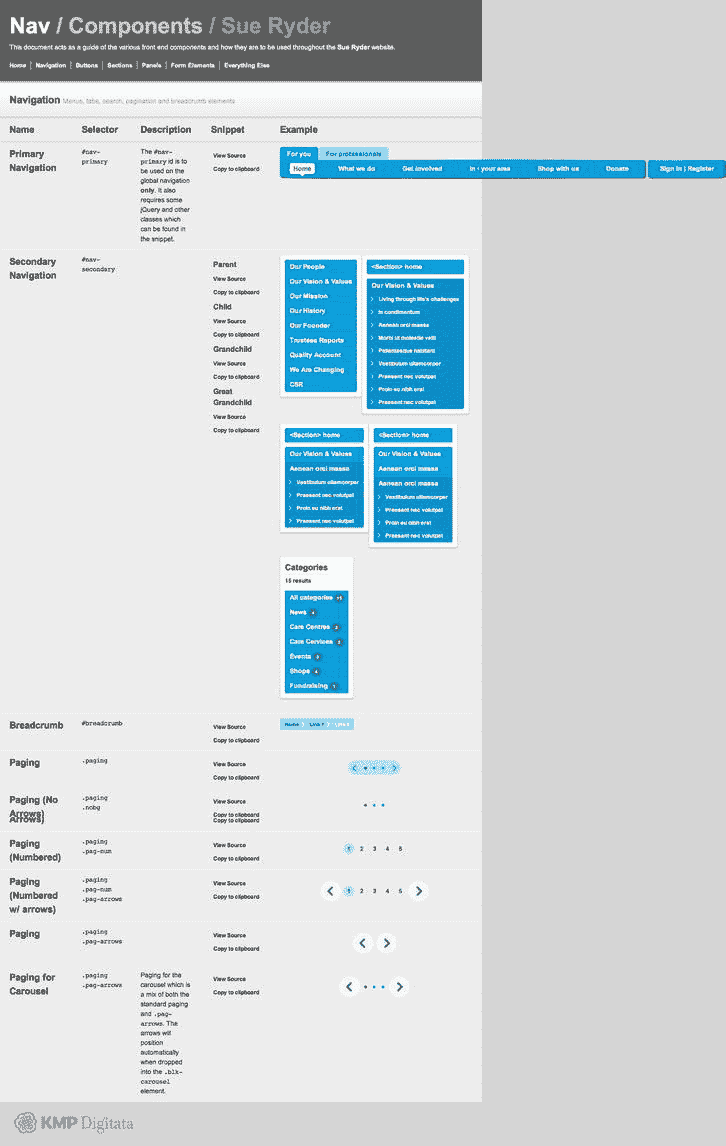 Nav / Components / Sue Ryder
This document acts as a guide of the various front end components and how they are to be used throughout the Sue Ryder website.
Home | Navigation | Buttons | Sections | Panels | Form Elements | Everything Else
Navigation Menus, tabs, search, pagination and breadcrumb elements
Name Selector Description Snippet Example
Primary
Navigation
#nav-
primary
The #nav-
primary id is to
be used on the
global navigation
only. It also
requires some
jQuery and other
classes which
can be found in
the snippet.
View Source
Copy to clipboard
For you For professionals
Home What we do Get involved In your area Shop with us Donate Sign in | Register
Secondary
Navigation
#nav-
secondary
Parent
View Source
Copy to clipboard
Child
View Source
Copy to clipboard
Grandchild
View Source
Copy to clipboard
Great
Grandchild
View Source
Copy to clipboard
Our People
Our Vision & Values
Our Mission
Our History
Our Founder
Trustees Reports
Quality Account
We Are Changing
CSR
<Section> home
Our Vision & Values
Living through life's challenges
In condimentum
Aenean orci massa
Morbi ut molestie velit
Pellentesque habitant
Vestibulum ullamcorper
Praesent nec volutpat
Proin eu nibh erat
Praesent nec volutpat
<Section> home
Our Vision & Values
Aenean orci massa
Vestibulum ullamcorper
Praesent nec volutpat
Proin eu nibh erat
Praesent nec volutpat
<Section> home
Our Vision & Values
Aenean orci massa
Aenean orci massa
Vestibulum ullamcorper
Praesent nec volutpat
Proin eu nibh erat
Praesent nec volutpat
Categories
15 results
All categories 15
News
Care Centres
Care Services
Events
Shops
Fundraising
Breadcrumb
#breadcrumb
View Source
Copy to clipboard
Home
Paging
.paging
View Source
Copy to clipboard
Paging (No
Arrows)
Arrows)
.paging
.nobg
View Source
Copy to clipboard
Copy to clipboard
Paging
(Numbered)
.paging
.pag-num
View Source
Copy to clipboard
1 2 3 4 5
Paging
(Numbered
w/ arrows)
.paging
.pag-num
.pag-arrows
View Source
Copy to clipboard
1 2 3 4 5
Paging
.paging
.pag-arrows
View Source
Copy to clipboard
Paging for
Carousel
.paging
.pag-arrows
Paging for the
carousel which is
a mix of both the
standard paging
and .pag-
arrows. The
arrows will
position
automatically
when dropped
into the .blk-
carousel
element.
View Source
Copy to clipboard
KMP Digitata